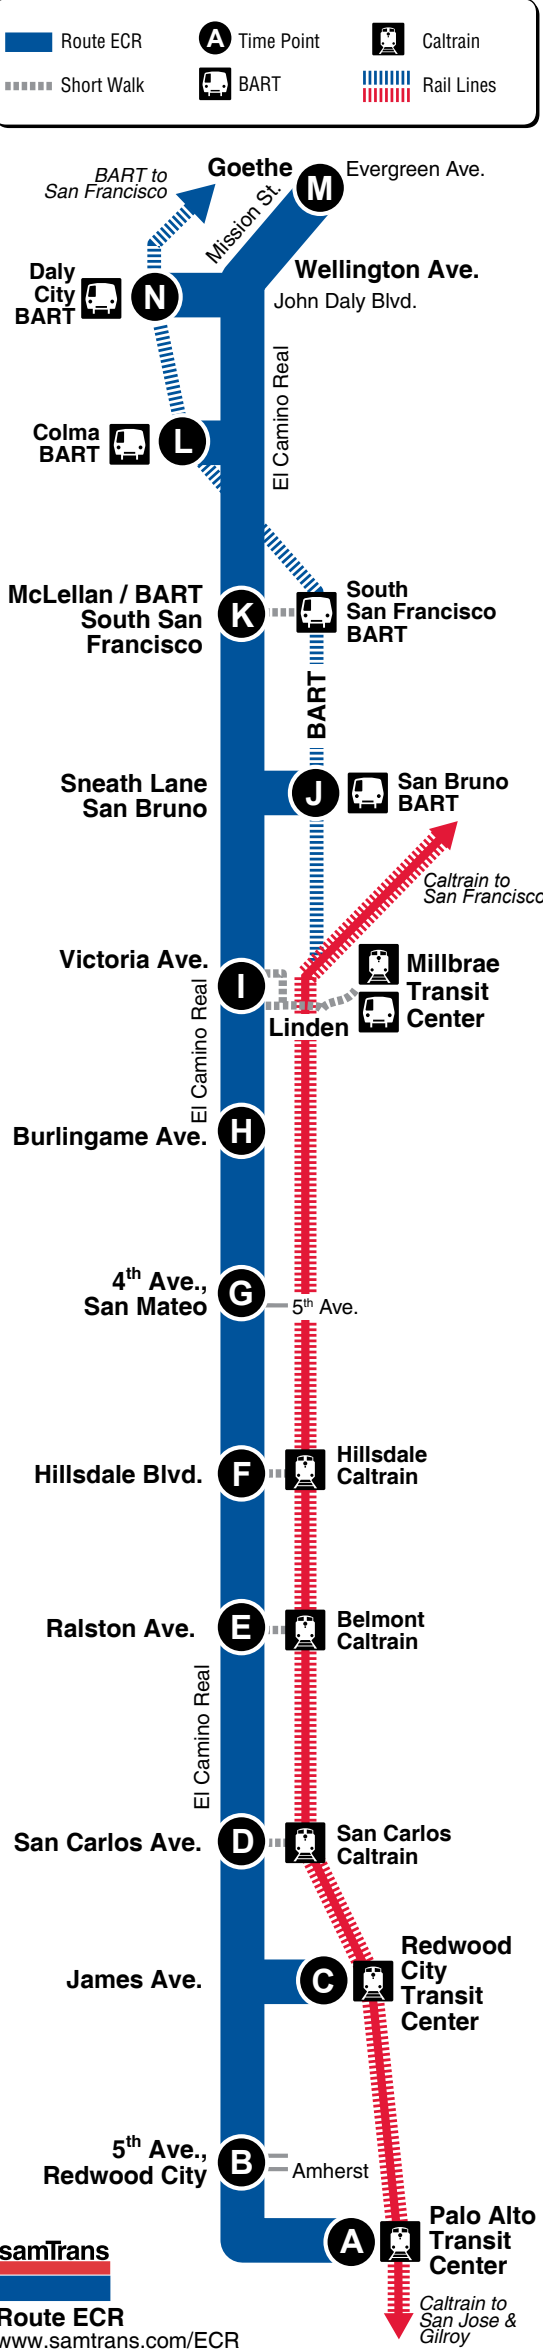 Route ECR
A Time Point
Caltrain
Short Walk
BART
Rail Lines
BART to
San Francisco
Goethe
M
Evergreen Ave.
Mission St.
Wellington Ave.
John Daly Blvd.
Daly
City
BART
N
El Camino Real
Colma
BART
L
McLellan / BART
South San
Francisco
K
South
San Francisco
BART
BART
Sneath Lane
San Bruno
J
San Bruno
BART
Caltrain to
San Francisco
Victoria Ave.
I
Millbrae
Transit
Center
Linden
El Camino Real
Burlingame Ave.
H
4th Ave.,
San Mateo
G
5th Ave.
Hillsdale Blvd.
F
Hillsdale
Caltrain
Ralston Ave.
E
Belmont
Caltrain
El Camino Real
San Carlos Ave.
D
San Carlos
Caltrain
James Ave.
C
Redwood
City
Transit
Center
5th Ave.,
Redwood City
B
Amherst
A
Palo Alto
Transit
Center
samTrans
Route ECR
www.samtrans.com/ECR
Caltrain to
San Jose &
Gilroy